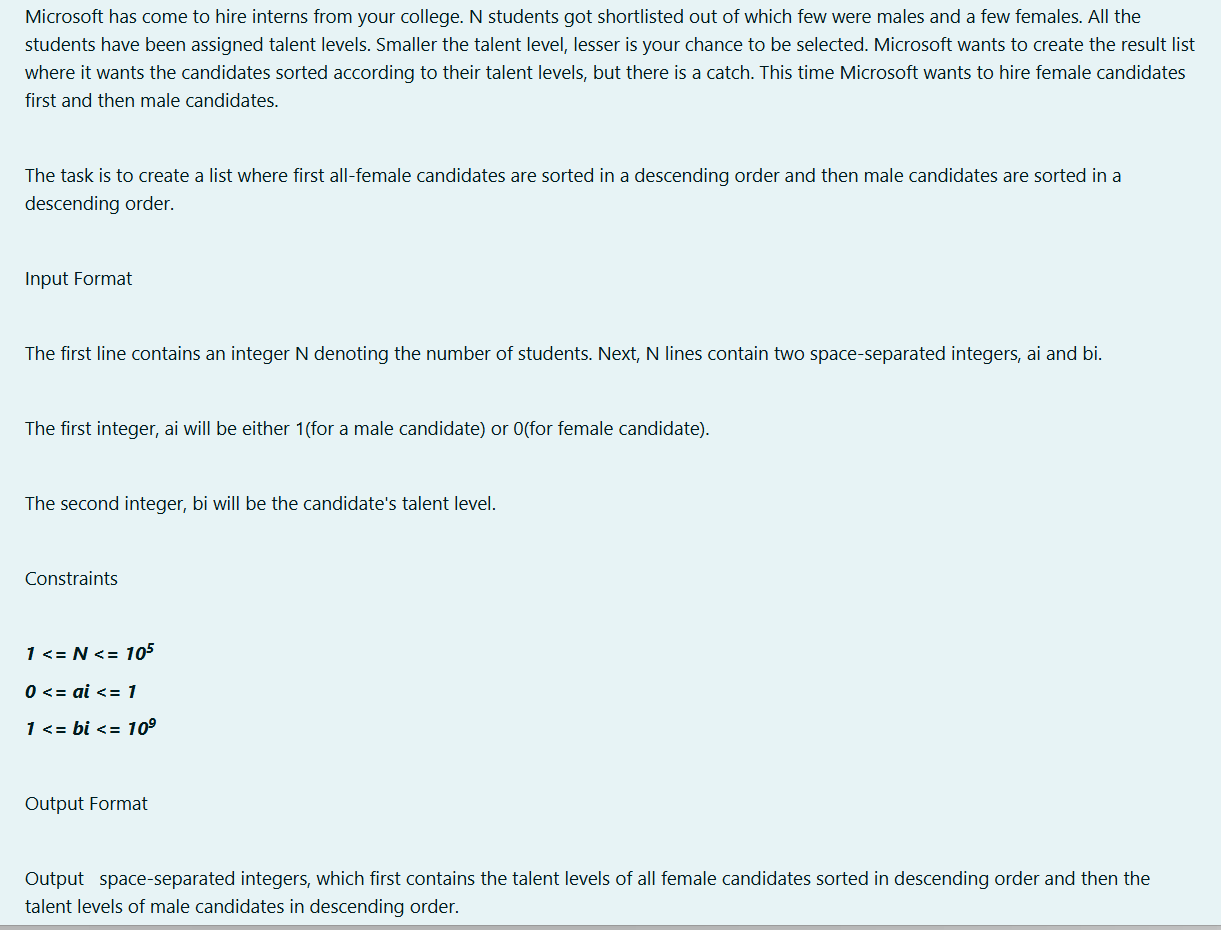 Microsoft has come to hire interns from your college. N students got shortlisted out of which few were males and a few females. All the
students have been assigned talent levels. Smaller the talent level, lesser is your chance to be selected. Microsoft wants to create the result list
where it wants the candidates sorted according to their talent levels, but there is a catch. This time Microsoft wants to hire female candidates
first and then male candidates.
The task is to create a list where first all-female candidates are sorted in a descending order and then male candidates are sorted in a
descending order.
Input Format
The first line contains an integer N denoting the number of students. Next, N lines contain two space-separated integers, ai and bi.
The first integer, ai will be either 1(for a male candidate) or 0(for female candidate).
The second integer, bi will be the candidate's talent level.
Constraints
1 <= N <= 10⁵
0 <= ai <= 1
1 <= bi <= 10⁹
Output Format
Output space-separated integers, which first contains the talent levels of all female candidates sorted in descending order and then the
talent levels of male candidates in descending order.